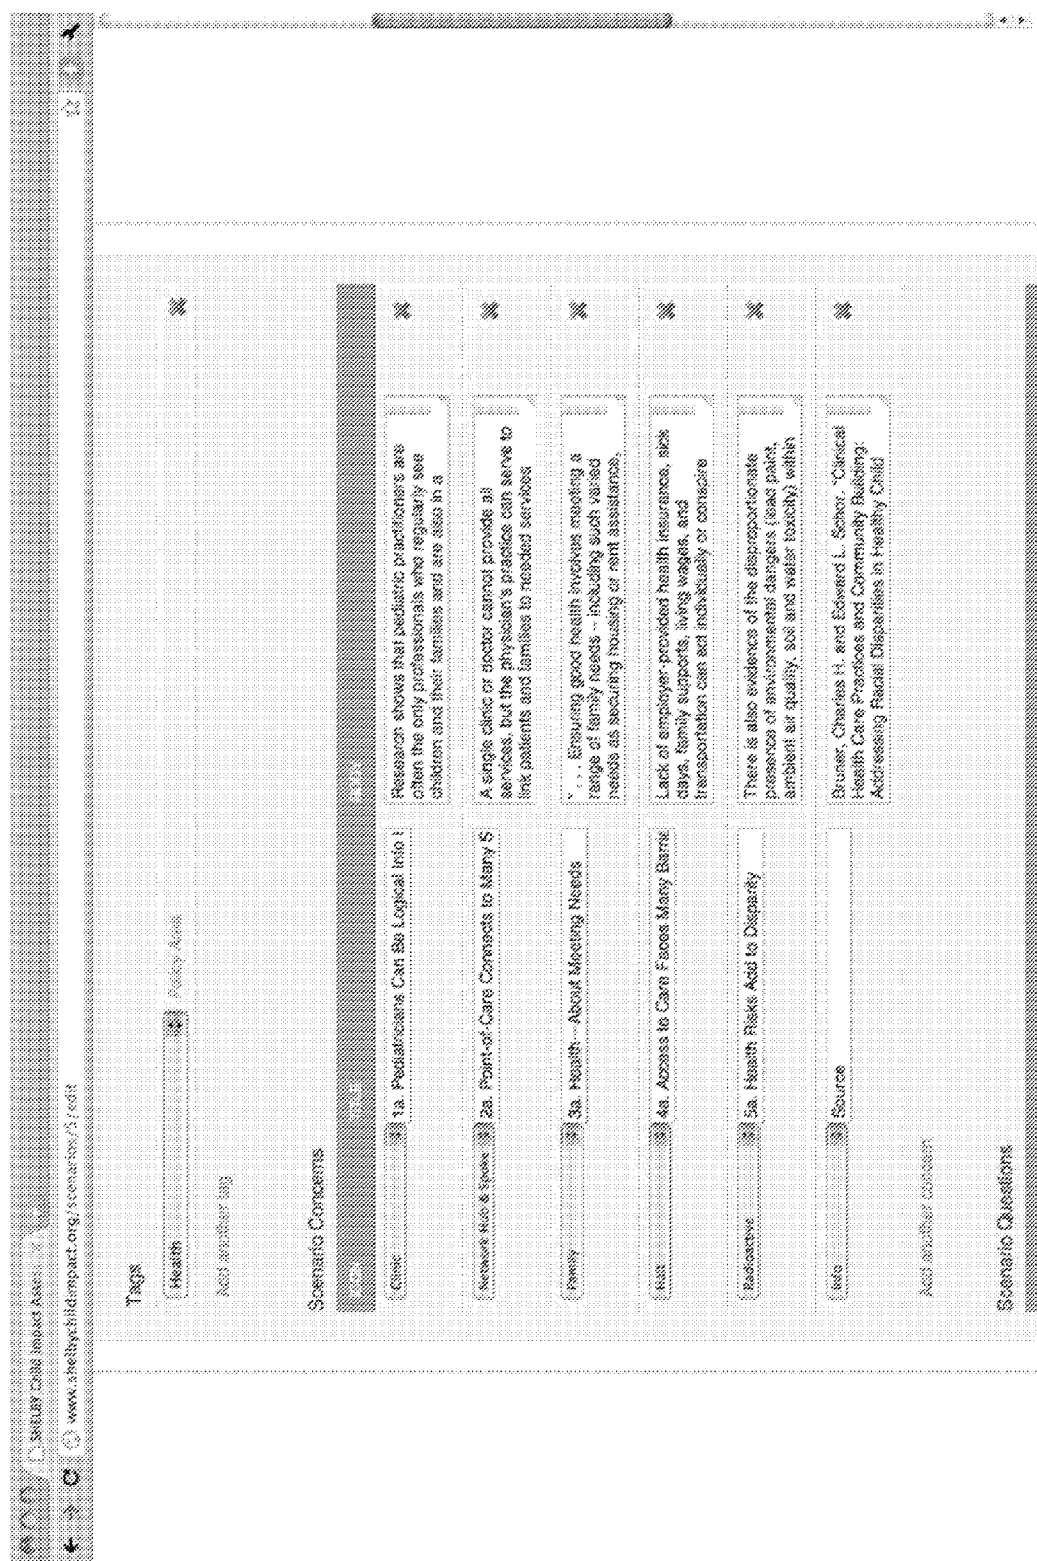 SHELBY Child Impact Asses
www.shelbychildimpact.org/scenarios/5/edit
Tags
Health
Policy Area
Add another tag
Scenario Concerns
Clinic
1a. Pediatricians Can Be Logical Into I
Research shows that pediatric practitioners are
often the only professionals who regularly see
children and their families and are also in a
Network Hub & Spoke
2a. Point-of-Care Connects to Many S
A single clinic or doctor cannot provide all
services, but the physician's practice can serve to
link patients and families to needed services
Family
3a. Health--About Meeting Needs
". . . Ensuring good health involves meeting a
range of family needs -- including such varied
needs as securing housing or rent assistance,
Halt
4a. Access to Care Faces Many Barrie
Lack of employer-provided health insurance, sick
days, family supports, living wages, and
transportation can act individually or conspire
Radioactive
5a. Health Risks Add to Disparity
There is also evidence of the disproportionate
presence of environmental dangers (lead paint,
ambient air quality, soil and water toxicity) within
Info
Source
Bruner, Charles H. and Edward L. Schor. "Clinical
Health Care Practices and Community Building:
Addressing Racial Disparities in Healthy Child
Add another concern
Scenario Questions